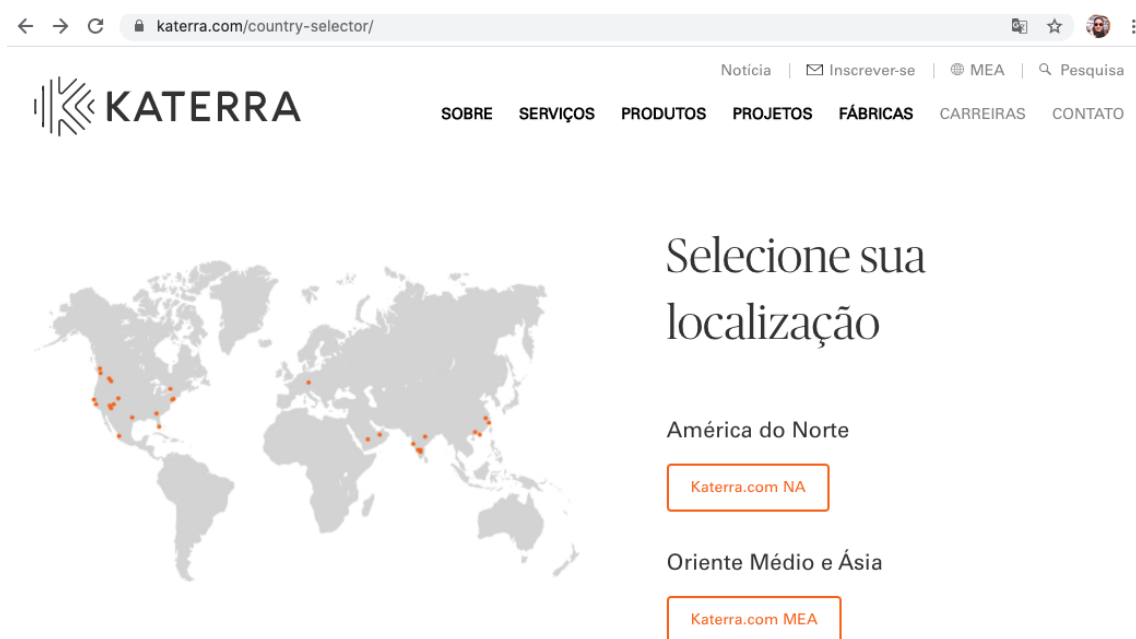 katerra.com/country-selector/
Notícia Inscrever-se MEA Pesquisa
KATERRA
SOBRE SERVIÇOS PRODUTOS PROJETOS FÁBRICAS CARREIRAS CONTATO
Selecione sua
localização
América do Norte
Katerra.com NA
Oriente Médio e Ásia
Katerra.com MEA